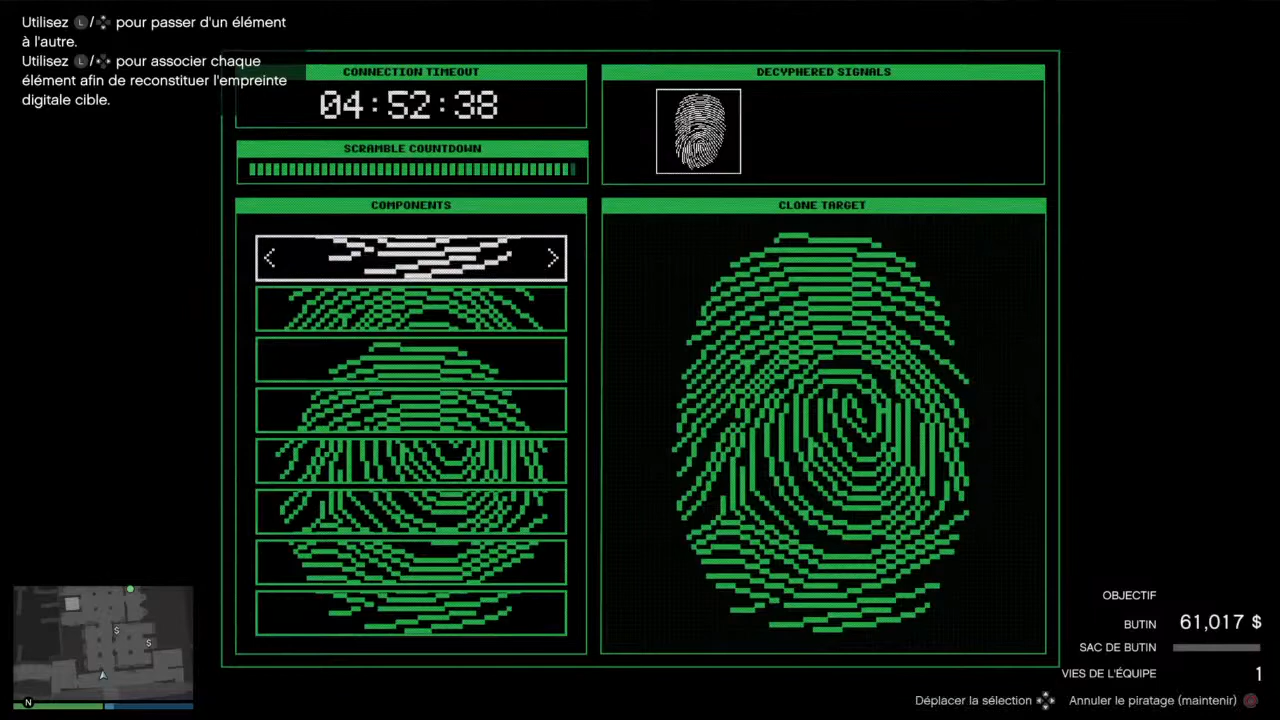 Utilisez L/ pour passer d'un élément
à l'autre.
Utilisez L/ pour associer chaque
élément afin de reconstituer l'empreinte
digitale cible.
CONNECTION TIMEOUT
04:52:38
SCRAMBLE COUNTDOWN
DECYPHERED SIGNALS
COMPONENTS
CLONE TARGET
$
$
N
OBJECTIF
BUTIN 61,017 $
SAC DE BUTIN
VIES DE L'ÉQUIPE 1
Déplacer la sélection Annuler le piratage (maintenir)